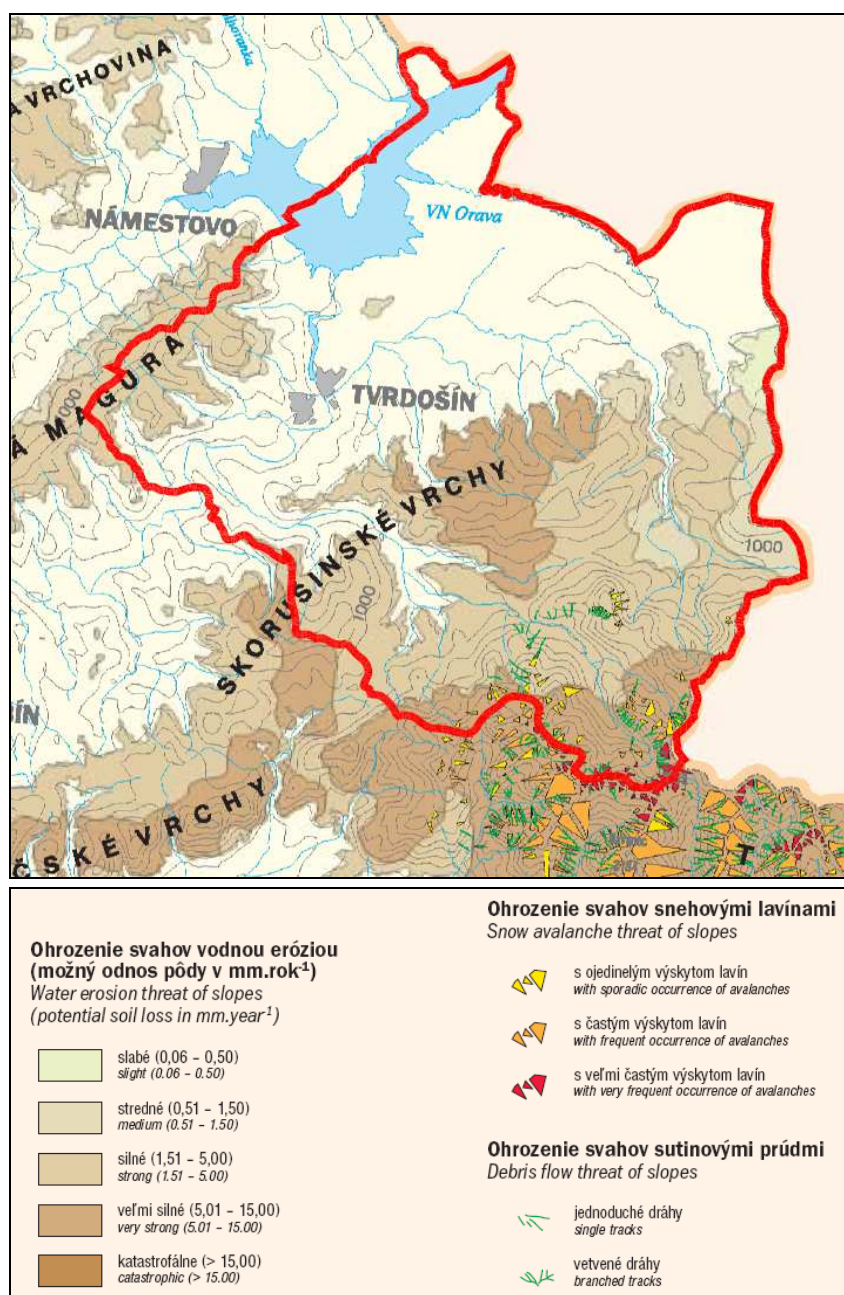 Jelhoranka
A VRCHOVINA
NÁMESTOVO
VN Orava
Á MAGURA
1000
TVRDOŠÍN
SKORUŠINSKÉ VRCHY
1000
1000
ÍN
ČSKÉ VRCHY
T
Ohrozenie svahov vodnou eróziou
(možný odnos pôdy v mm.rok-¹)
Water erosion threat of slopes
(potential soil loss in mm.year¹)
slabé (0,06 – 0,50)
slight (0.06 – 0.50)
stredné (0,51 – 1,50)
medium (0.51 – 1.50)
silné (1,51 – 5,00)
strong (1.51 – 5.00)
veľmi silné (5,01 – 15,00)
very strong (5.01 – 15.00)
katastrofálne (> 15,00)
catastrophic (> 15.00)
Ohrozenie svahov snehovými lavínami
Snow avalanche threat of slopes
s ojedinelým výskytom lavín
with sporadic occurrence of avalanches
s častým výskytom lavín
with frequent occurrence of avalanches
s veľmi častým výskytom lavín
with very frequent occurrence of avalanches
Ohrozenie svahov sutinovými prúdmi
Debris flow threat of slopes
jednoduché dráhy
single tracks
vetvené dráhy
branched tracks